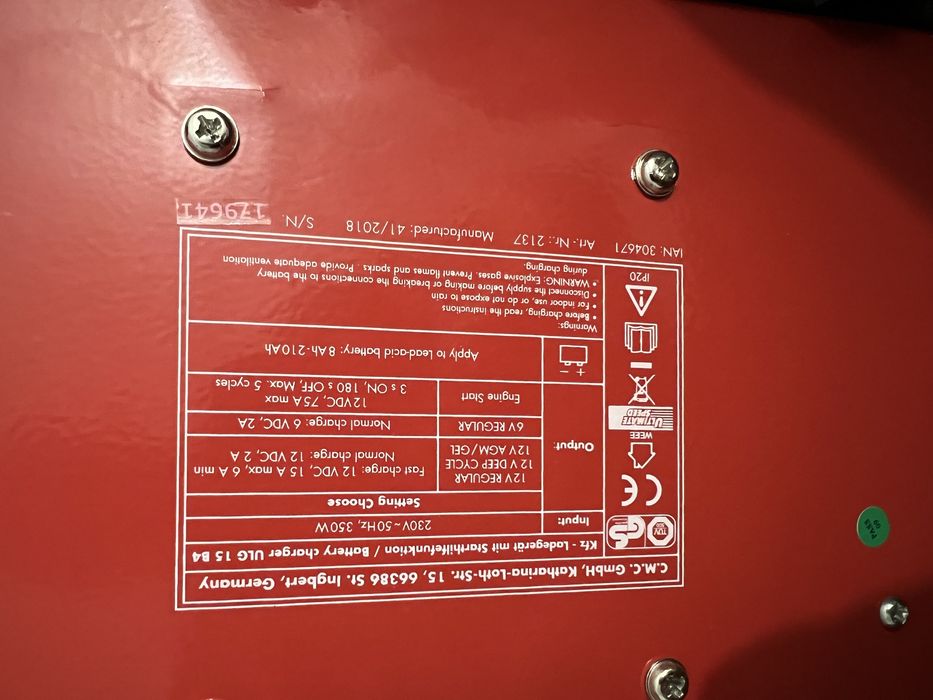 C.M.C. GmbH, Katharina-Loth-Str. 15, 66386 St. Ingbert, Germany
Kfz - Ladegerät mit Starthilfefunktion / Battery charger ULG 15 B4
TÜV
GS
CE
WEEE
ULTIMATE
SPEED
IP20
Input:
230V~50Hz, 350W
Output:
Setting Choose
12V REGULAR
12 V DEEP CYCLE
12V AGM/GEL
Fast charge: 12 VDC, 15 A max, 6 A min
Normal charge: 12 VDC, 2 A
6V REGULAR
Normal charge: 6 VDC, 2A
Engine Start
12VDC, 75A max
3 s ON, 180 s OFF, Max. 5 cycles
+ −
Apply to Lead-acid battery: 8Ah-210Ah
Warnings:
• Before charging, read the instructions
• For indoor use, or do not expose to rain
• Disconnect the supply before making or breaking the connections to the battery
• WARNING: Explosive gases. Prevent flames and sparks . Provide adequate ventilation
during charging.
IAN: 304671 Art.- Nr.: 2137 Manufactured: 41/2018 S/N. 179641
PASS
09